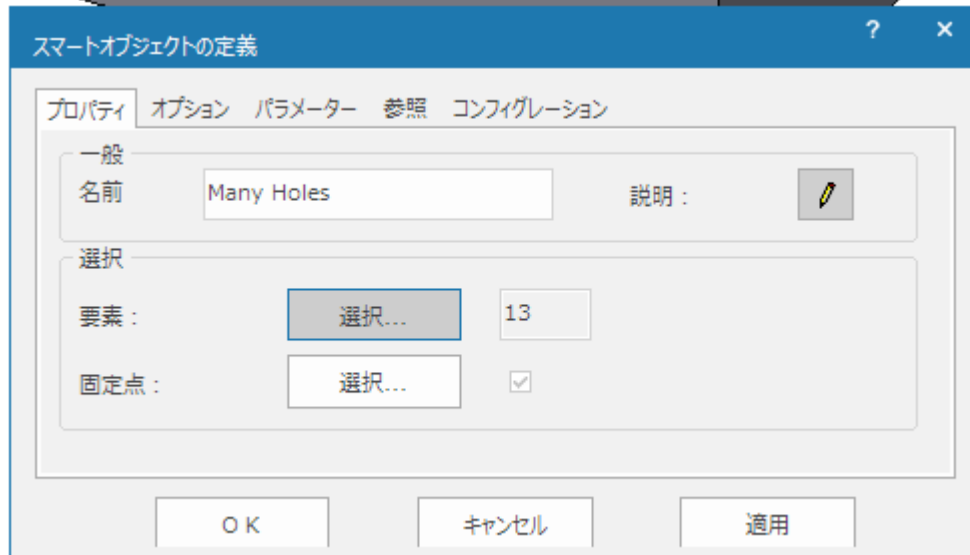 スマートオブジェクトの定義 ? ×
プロパティ オプション パラメーター 参照 コンフィグレーション
一般
名前 Many Holes 説明 :
選択
要素 : 選択... 13
固定点 : 選択...
ＯＫ キャンセル 適用